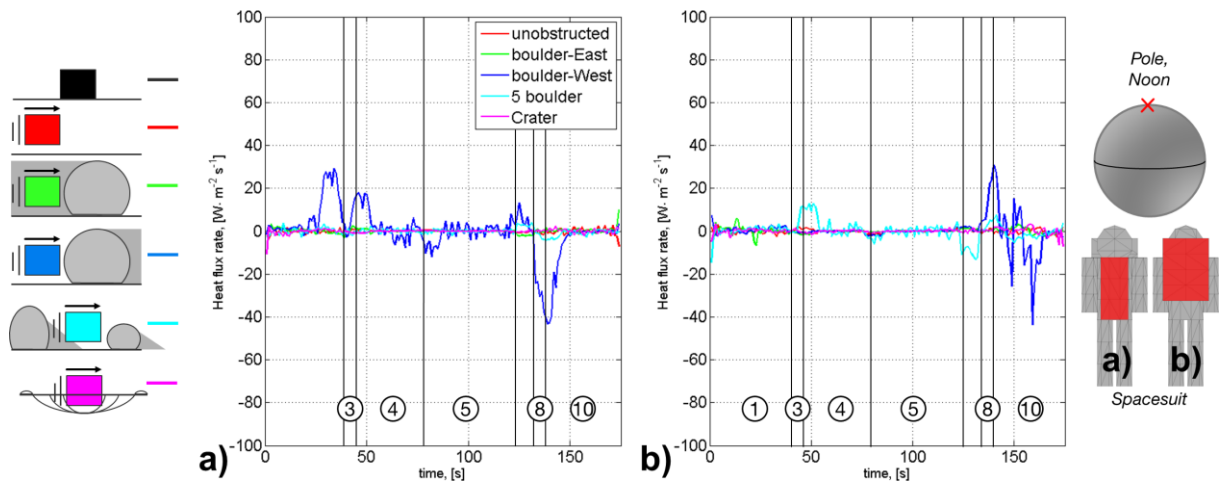 100
80
60
40
20
0
-20
-40
-60
-80
-100
Heat flux rate, [W· m⁻² s⁻¹]
unobstructed
boulder-East
boulder-West
5 boulder
Crater
3
4
5
8
10
0
50
100
150
time, [s]
a)
100
80
60
40
20
0
-20
-40
-60
-80
-100
Heat flux rate, [W· m⁻² s⁻¹]
1
3
4
5
8
10
0
50
100
150
time, [s]
b)
Pole,
Noon
a)
b)
Spacesuit